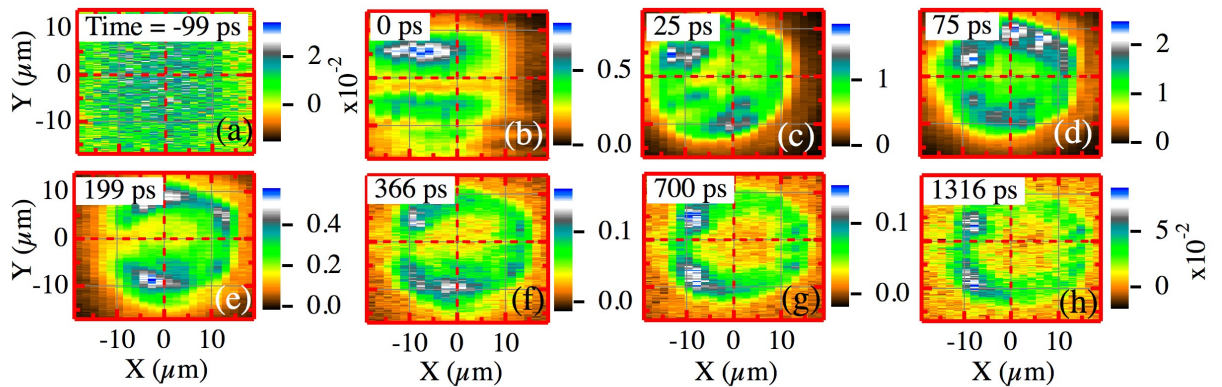 Time = -99 ps
(a)
Y (µm)
10
0
-10
2
0
x10⁻²
0 ps
(b)
0.5
0.0
25 ps
(c)
1
0
75 ps
(d)
2
1
0
199 ps
(e)
Y (µm)
10
0
-10
0.4
0.2
0.0
-10 0 10
X (µm)
366 ps
(f)
0.1
0.0
-10 0 10
X (µm)
700 ps
(g)
0.1
0.0
-10 0 10
X (µm)
1316 ps
(h)
5
0
x10⁻²
-10 0 10
X (µm)